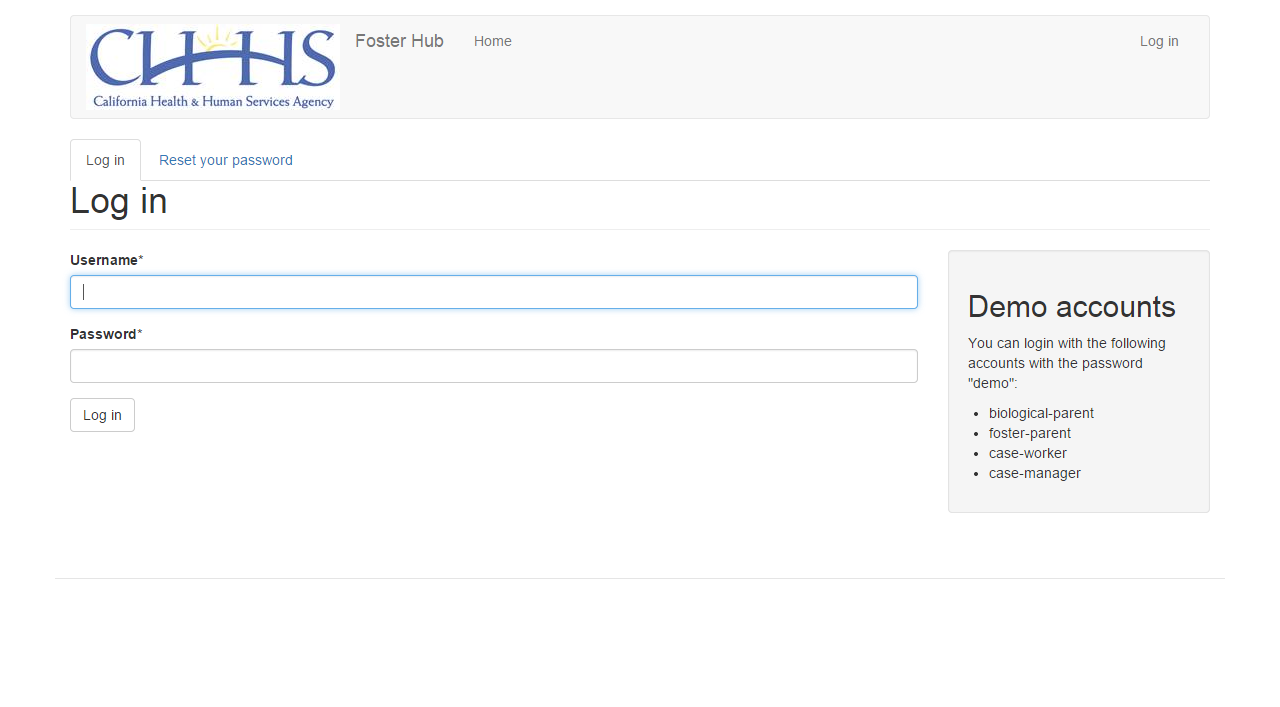 CHHS
California Health & Human Services Agency
Foster Hub
Home
Log in
Log in
Reset your password
Log in
Username*
Password*
Log in
Demo accounts
You can login with the following
accounts with the password
"demo":
biological-parent
foster-parent
case-worker
case-manager